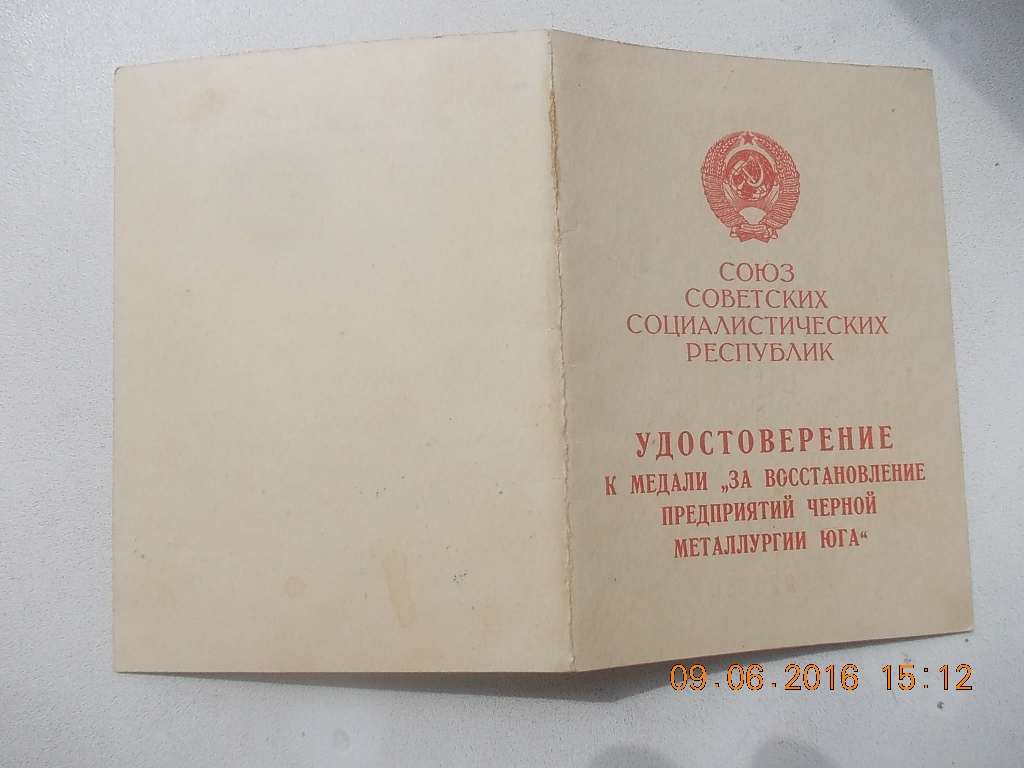 СОЮЗ
СОВЕТСКИХ
СОЦИАЛИСТИЧЕСКИХ
РЕСПУБЛИК
УДОСТОВЕРЕНИЕ
К МЕДАЛИ „ЗА ВОССТАНОВЛЕНИЕ
ПРЕДПРИЯТИЙ ЧЕРНОЙ
МЕТАЛЛУРГИИ ЮГА“
09.06.2016 15:12